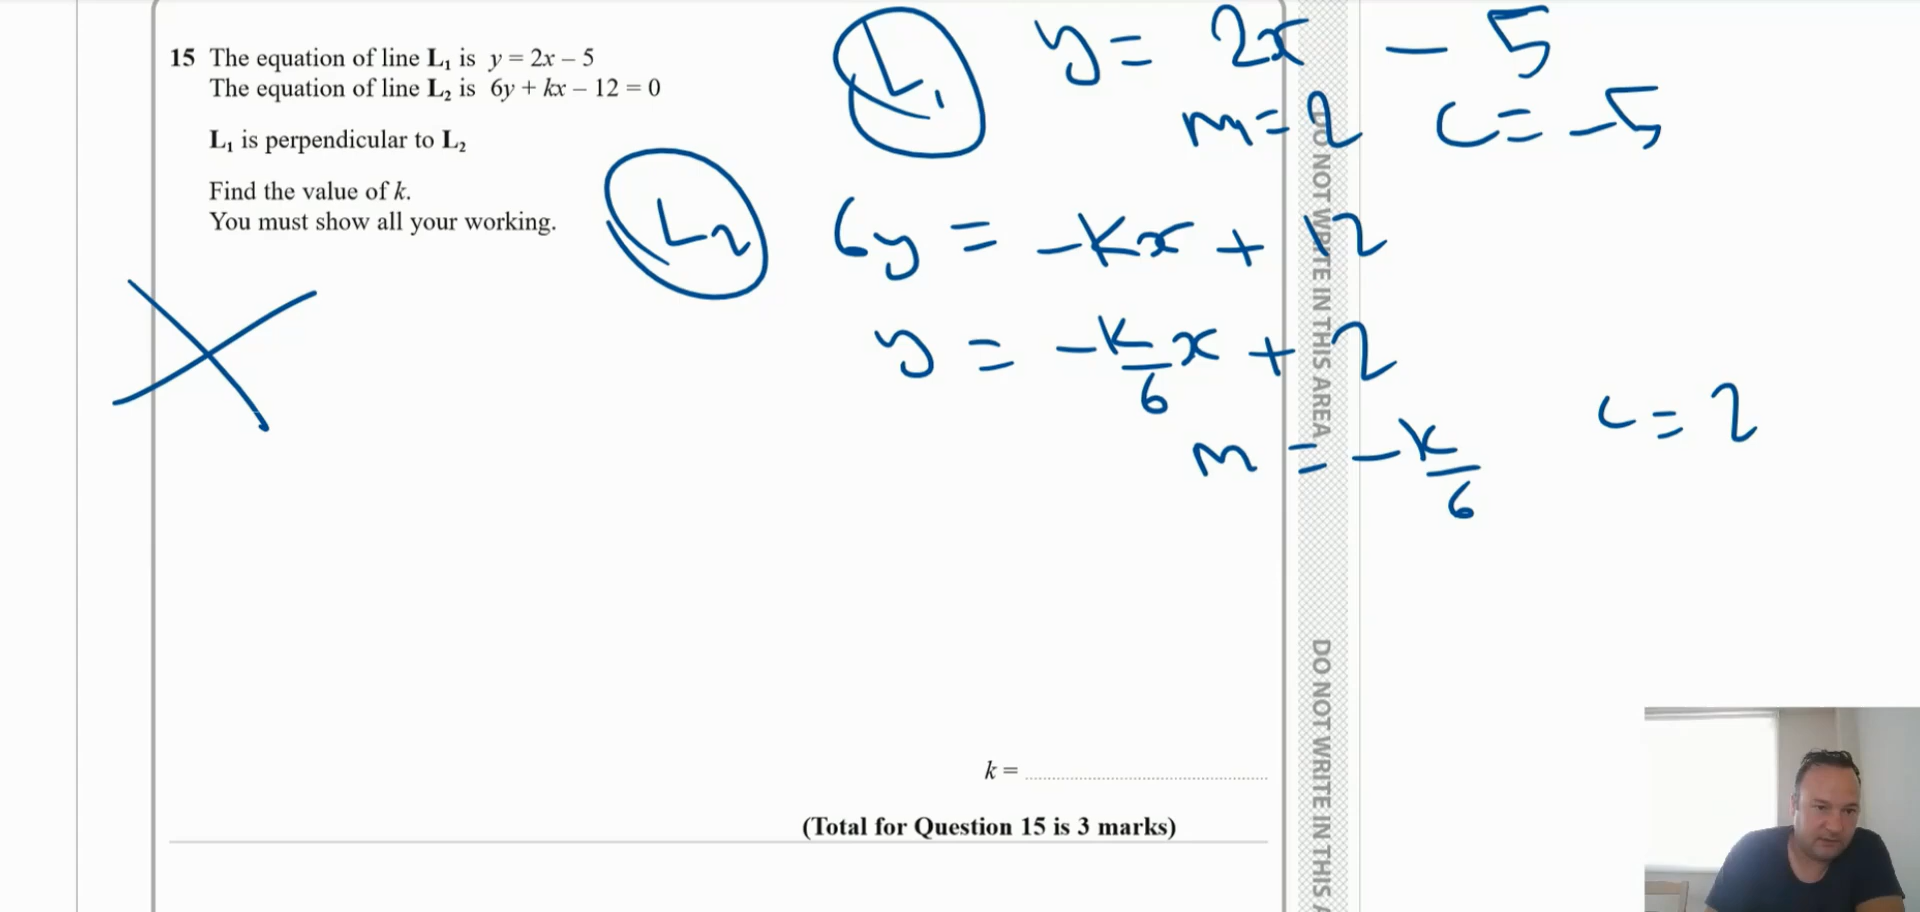 15 The equation of line L₁ is y = 2x – 5
The equation of line L₂ is 6y + kx – 12 = 0
L₁ is perpendicular to L₂
Find the value of k.
You must show all your working.
L₁ y = 2x - 5
m = 2 c = -5
L₂ 6y = -kx + 12
y = -k/6 x + 2
m = -k/6 c = 2
k = ................................................
(Total for Question 15 is 3 marks)
DO NOT WRITE IN THIS AREA
DO NOT WRITE IN THIS A